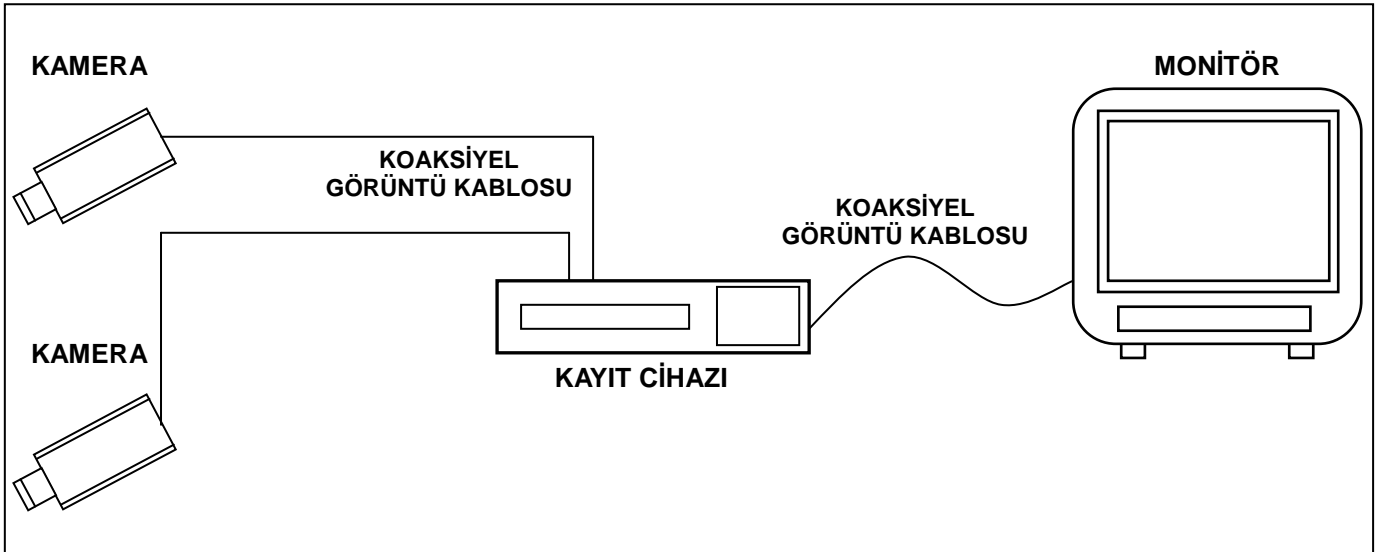 KAMERA
MONİTÖR
KOAKSİYEL
GÖRÜNTÜ KABLOSU
KOAKSİYEL
GÖRÜNTÜ KABLOSU
KAMERA
KAYIT CİHAZI